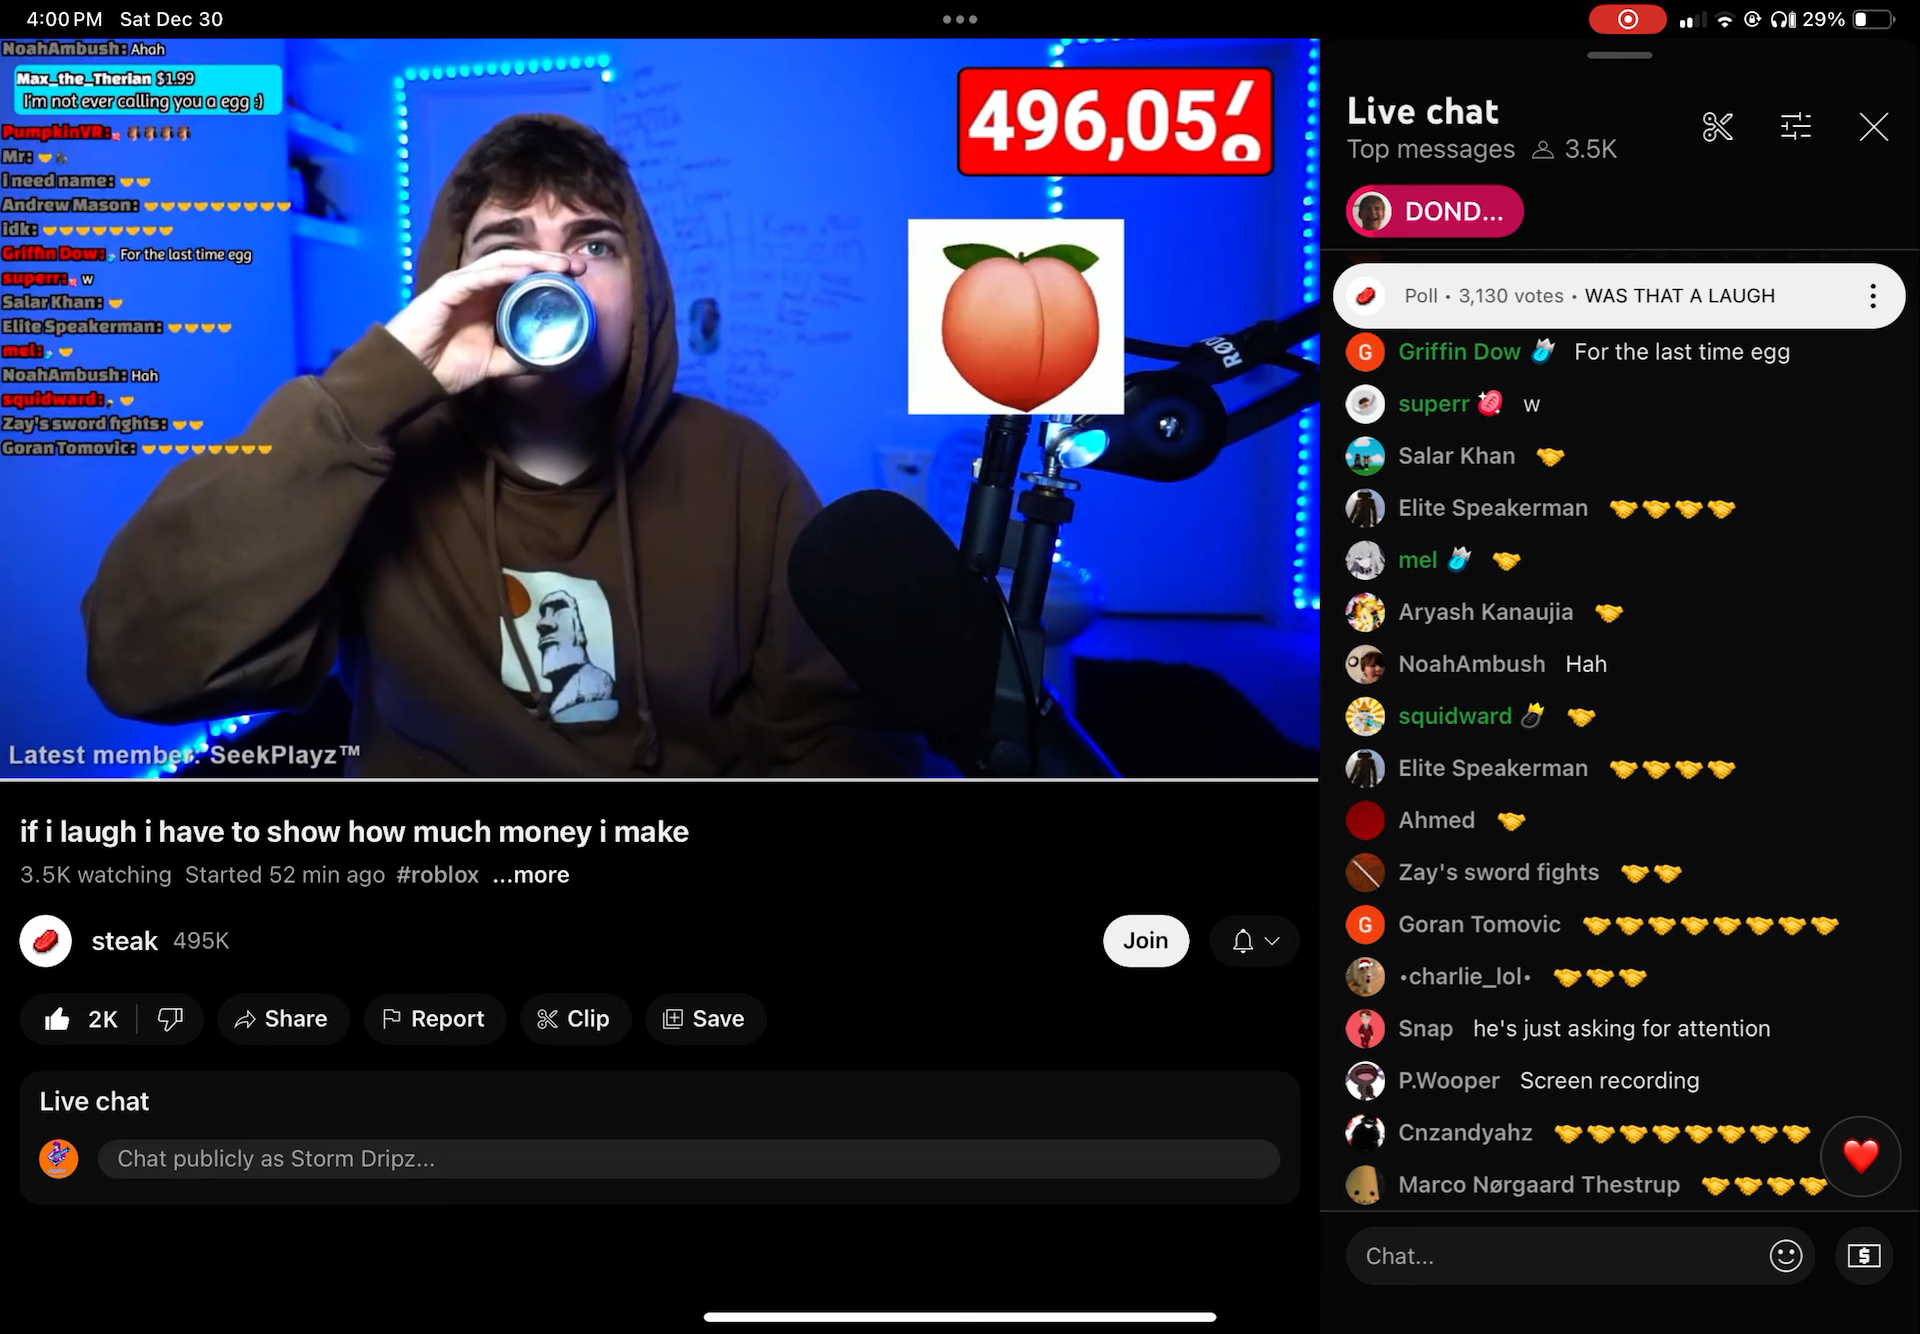 4:00 PM Sat Dec 30
29%
NoahAmbush: Ahah
Max_the_Therian $1.99
I'm not ever calling you a egg :)
PumpkinVR:
Mr:
i need name:
Andrew Mason:
idk:
Griffin Dow: For the last time egg
superr: w
Salar Khan:
Elite Speakerman:
mel:
NoahAmbush: Hah
squidward:
Zay's sword fights:
Goran Tomovic:
496,05
RØD
Latest member: SeekPlayz™
if i laugh i have to show how much money i make
3.5K watching Started 52 min ago #roblox ...more
steak 495K
Join
2K
Share
Report
Clip
Save
Live chat
Chat publicly as Storm Dripz...
Live chat
Top messages 3.5K
DOND...
Poll • 3,130 votes • WAS THAT A LAUGH
G Griffin Dow For the last time egg
superr w
Salar Khan
Elite Speakerman
mel
Aryash Kanaujia
NoahAmbush Hah
squidward
Elite Speakerman
Ahmed
Zay's sword fights
G Goran Tomovic
•charlie_lol•
Snap he's just asking for attention
P.Wooper Screen recording
Cnzandyahz
Marco Nørgaard Thestrup
Chat...